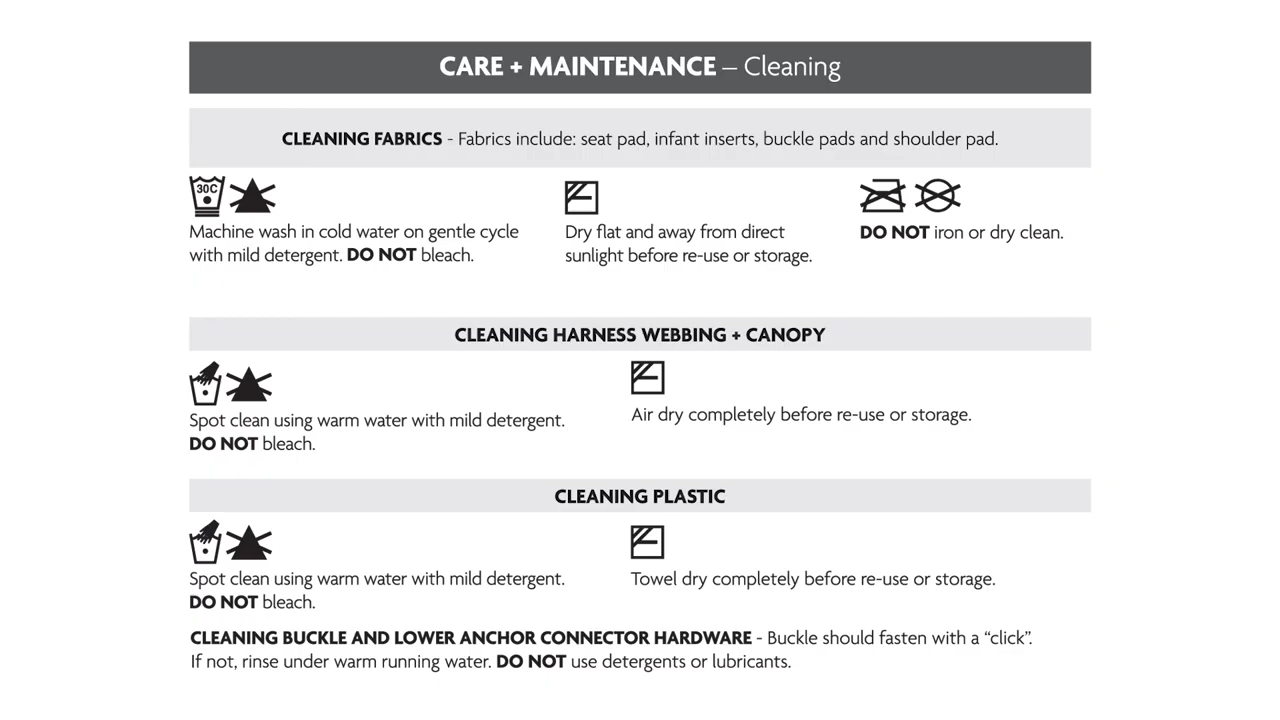 CARE + MAINTENANCE – Cleaning
CLEANING FABRICS - Fabrics include: seat pad, infant inserts, buckle pads and shoulder pad.
30C
Machine wash in cold water on gentle cycle
with mild detergent. DO NOT bleach.
Dry flat and away from direct
sunlight before re-use or storage.
DO NOT iron or dry clean.
CLEANING HARNESS WEBBING + CANOPY
Spot clean using warm water with mild detergent.
DO NOT bleach.
Air dry completely before re-use or storage.
CLEANING PLASTIC
Spot clean using warm water with mild detergent.
DO NOT bleach.
Towel dry completely before re-use or storage.
CLEANING BUCKLE AND LOWER ANCHOR CONNECTOR HARDWARE - Buckle should fasten with a “click”.
If not, rinse under warm running water. DO NOT use detergents or lubricants.